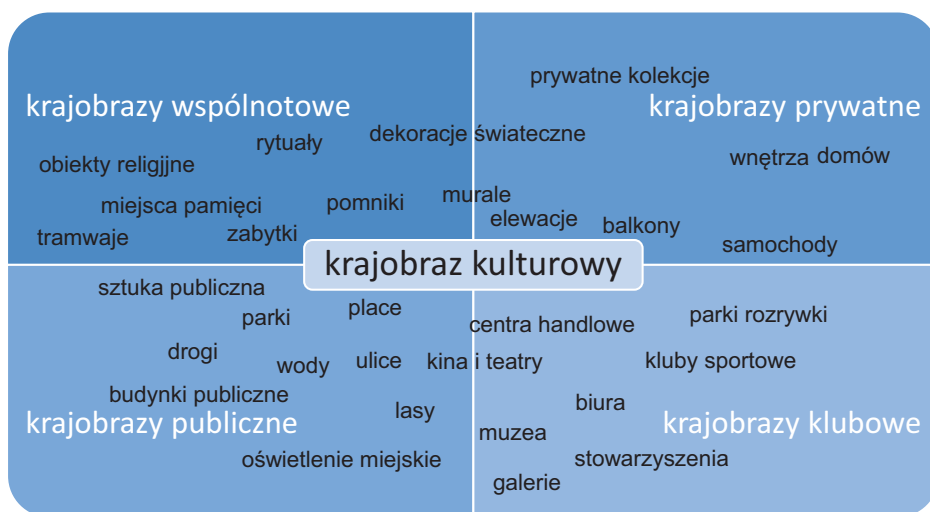 prywatne kolekcje
krajobrazy wspólnotowe
krajobrazy prywatne
dekoracje świateczne
rytuały
obiekty religijne
wnętrza domów
miejsca pamięci
pomniki
murale
elewacje
balkony
tramwaje
zabytki
samochody
krajobraz kulturowy
sztuka publiczna
parki
place
centra handlowe
parki rozrywki
drogi
wody
ulice
kina i teatry
kluby sportowe
budynki publiczne
lasy
biura
krajobrazy publiczne
krajobrazy klubowe
muzea
oświetlenie miejskie
stowarzyszenia
galerie